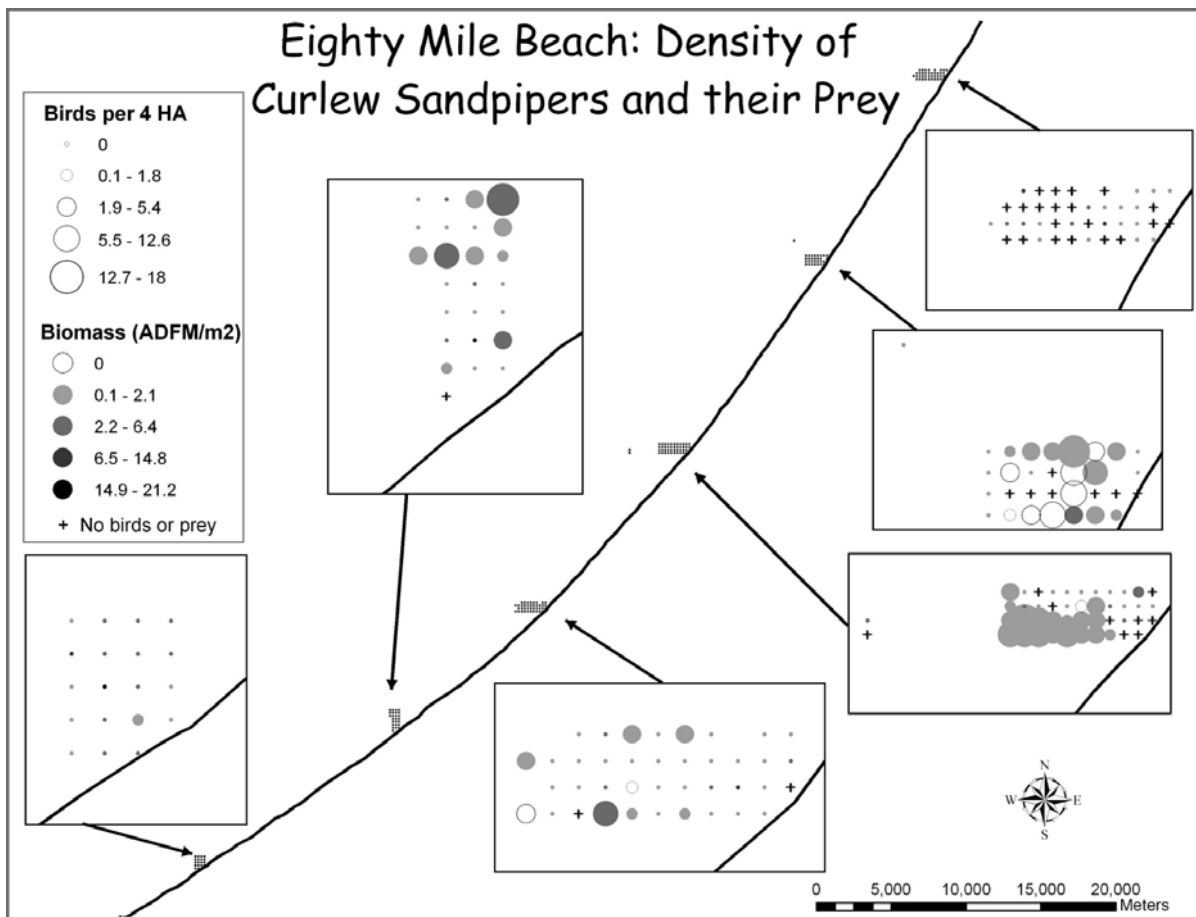 Eighty Mile Beach: Density of
Curlew Sandpipers and their Prey
Birds per 4 HA
0
0.1 - 1.8
1.9 - 5.4
5.5 - 12.6
12.7 - 18
Biomass (ADFM/m2)
0
0.1 - 2.1
2.2 - 6.4
6.5 - 14.8
14.9 - 21.2
+ No birds or prey
N
W E
S
0 5,000 10,000 15,000 20,000
Meters